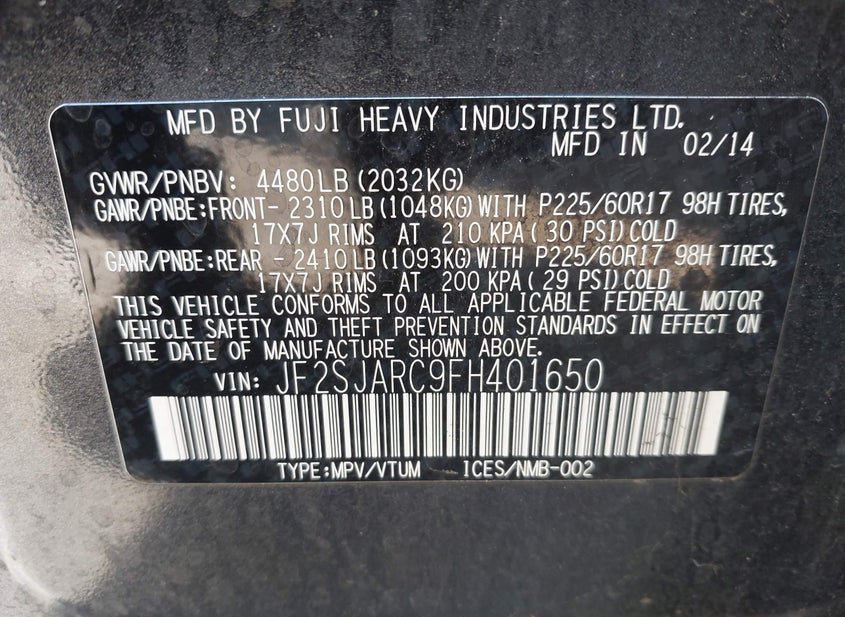 MFD BY FUJI HEAVY INDUSTRIES LTD.
MFD IN 02/14
GVWR/PNBV: 4480LB (2032KG)
GAWR/PNBE:FRONT- 2310LB (1048KG) WITH P225/60R17 98H TIRES,
17X7J RIMS AT 210 KPA ( 30 PSI) COLD
GAWR/PNBE:REAR - 2410LB (1093KG) WITH P225/60R17 98H TIRES,
17X7J RIMS AT 200 KPA ( 29 PSI) COLD
THIS VEHICLE CONFORMS TO ALL APPLICABLE FEDERAL MOTOR
VEHICLE SAFETY AND THEFT PREVENTION STANDARDS IN EFFECT ON
THE DATE OF MANUFACTURE SHOWN ABOVE.
VIN: JF2SJARC9FH401650
TYPE:MPV/VTUM ICES/NMB-002